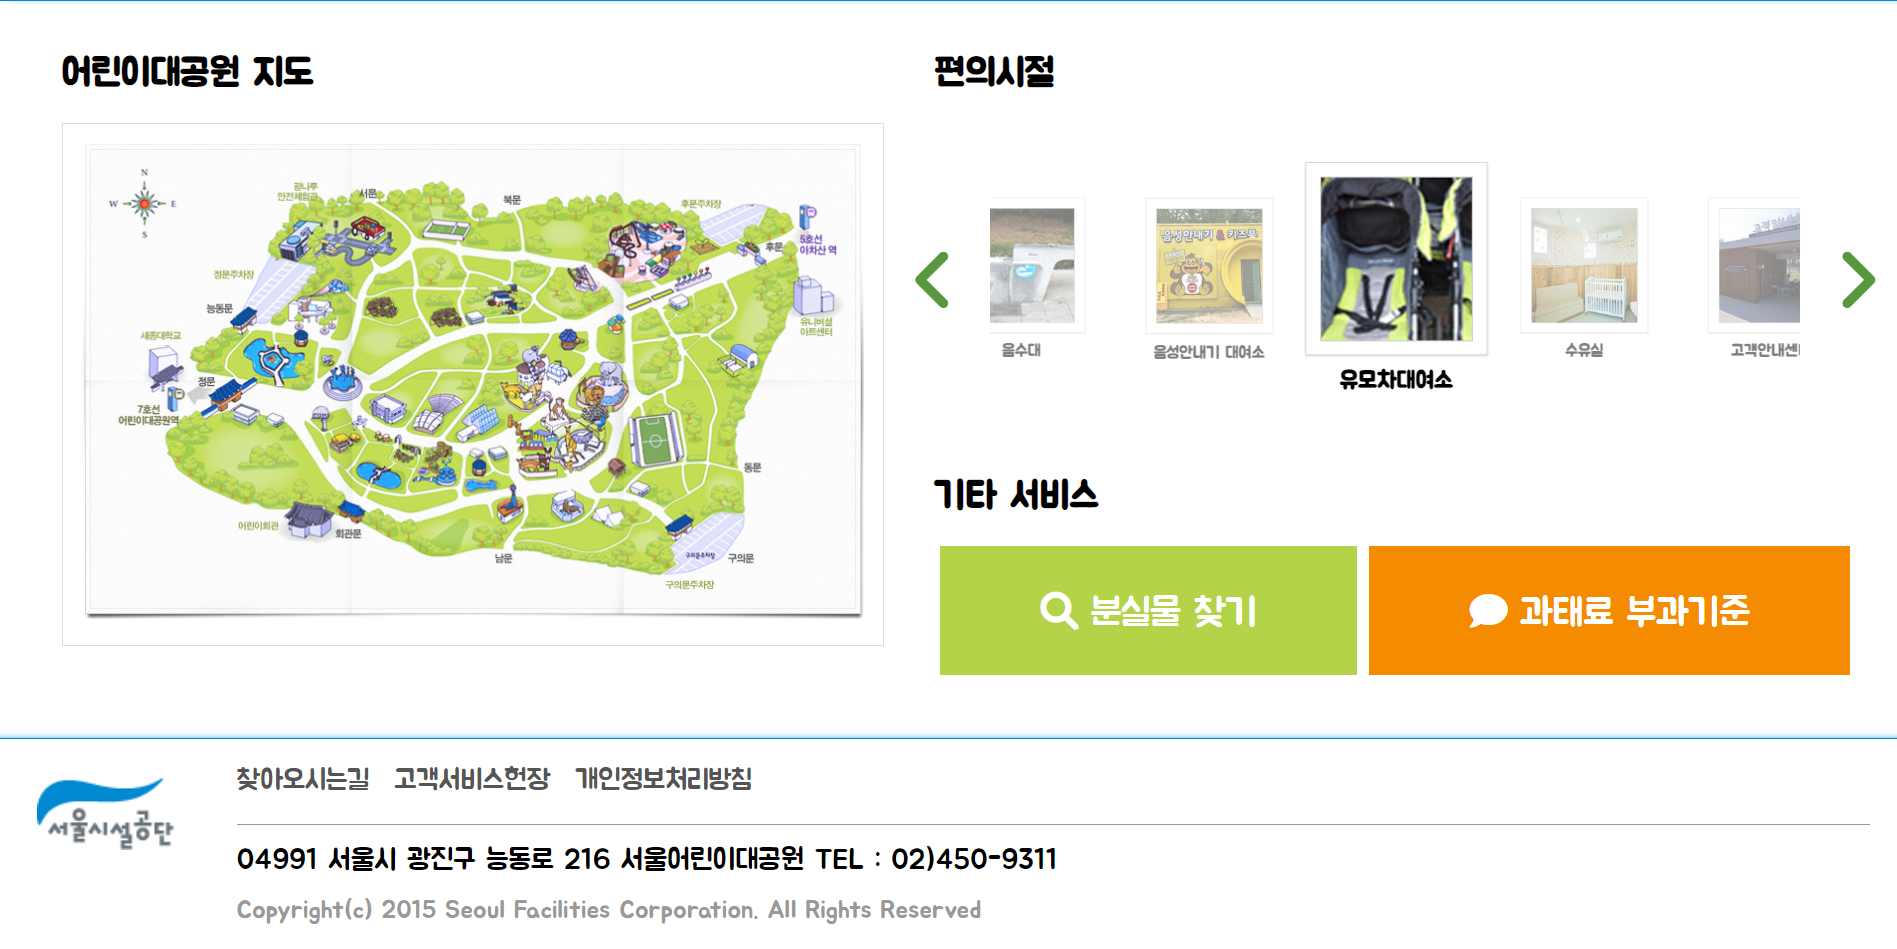 어린이대공원 지도
N
W E
S
광나루
안전체험관
서문
북문
후문주차장
후문
5호선
아차산 역
정문주차장
능동문
세종대학교
유니버설
아트센터
정문
7호선
어린이대공원역
동문
어린이회관
회관문
남문
구의문주차장
구의문
구의문주차장
편의시절
음성안내기
음수대
음성안내기 대여소
유모차대여소
수유실
고객안내센
기타 서비스
분실물 찾기
과태료 부과기준
서울시설공단
찾아오시는길 고객서비스헌장 개인정보처리방침
04991 서울시 광진구 능동로 216 서울어린이대공원 TEL : 02)450-9311
Copyright(c) 2015 Seoul Facilities Corporation. All Rights Reserved